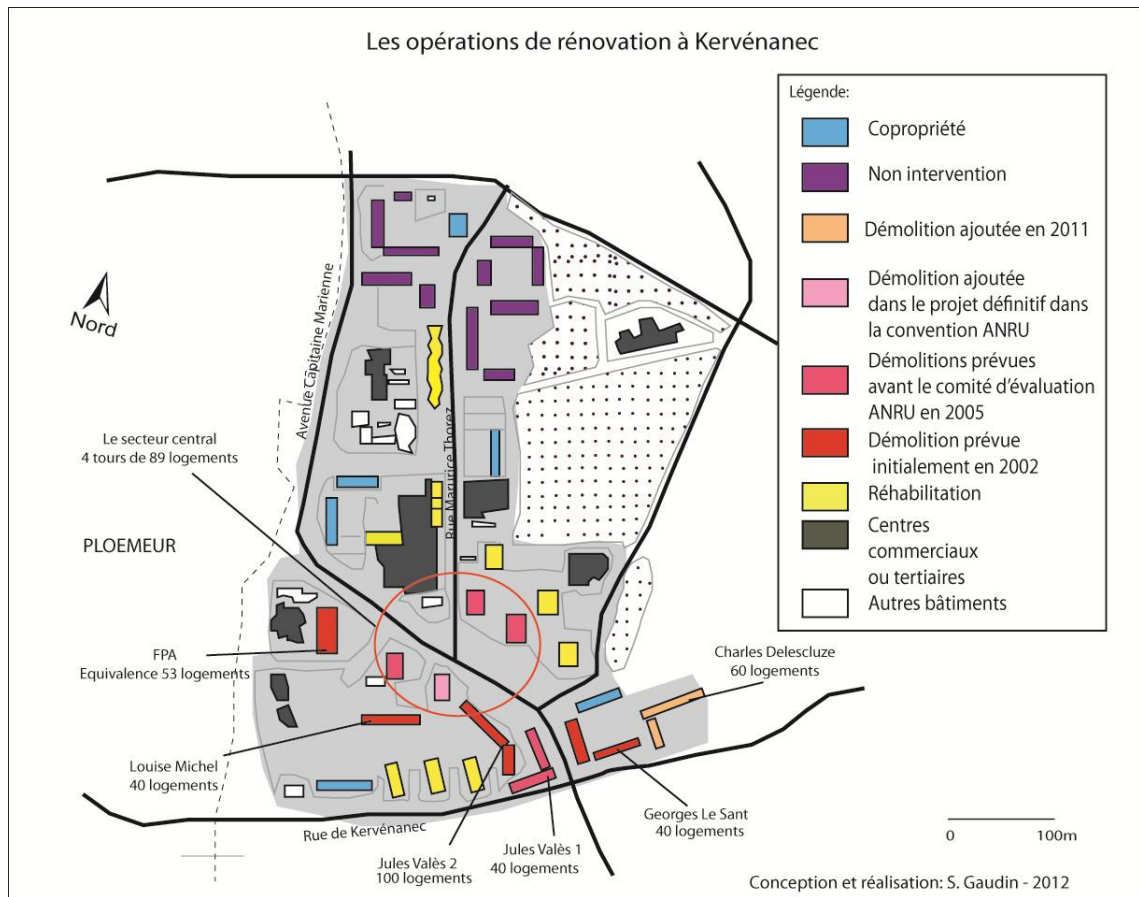 Les opérations de rénovation à Kervénanec
Légende:
Copropriété
Non intervention
Démolition ajoutée en 2011
Démolition ajoutée
dans le projet définitif dans
la convention ANRU
Démolitions prévues
avant le comité d'évaluation
ANRU en 2005
Démolition prévue
initialement en 2002
Réhabilitation
Centres
commerciaux
ou tertiaires
Autres bâtiments
Nord
Avenue Capitaine Marienne
Rue Marurice Thorez
Le secteur central
4 tours de 89 logements
PLOEMEUR
FPA
Equivalence 53 logements
Charles Delescluze
60 logements
Louise Michel
40 logements
Rue de Kervénanec
Jules Valès 2
100 logements
Jules Valès 1
40 logements
Georges Le Sant
40 logements
0 100m
Conception et réalisation: S. Gaudin - 2012